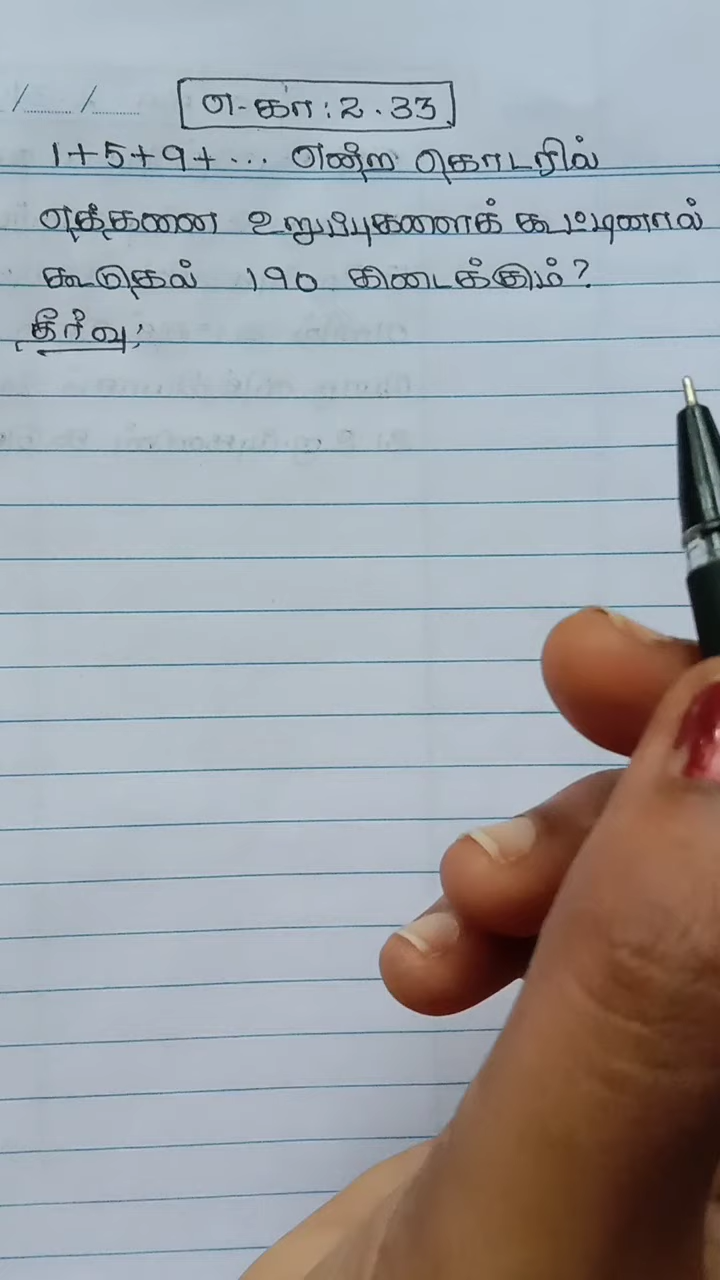 எ-கா : 2.33
1+5+9+... என்ற தொடரில்
எத்தனை உறுப்புகளைக் கூட்டினால்
கூடுதல் 190 கிடைக்கும்?
தீர்வு: